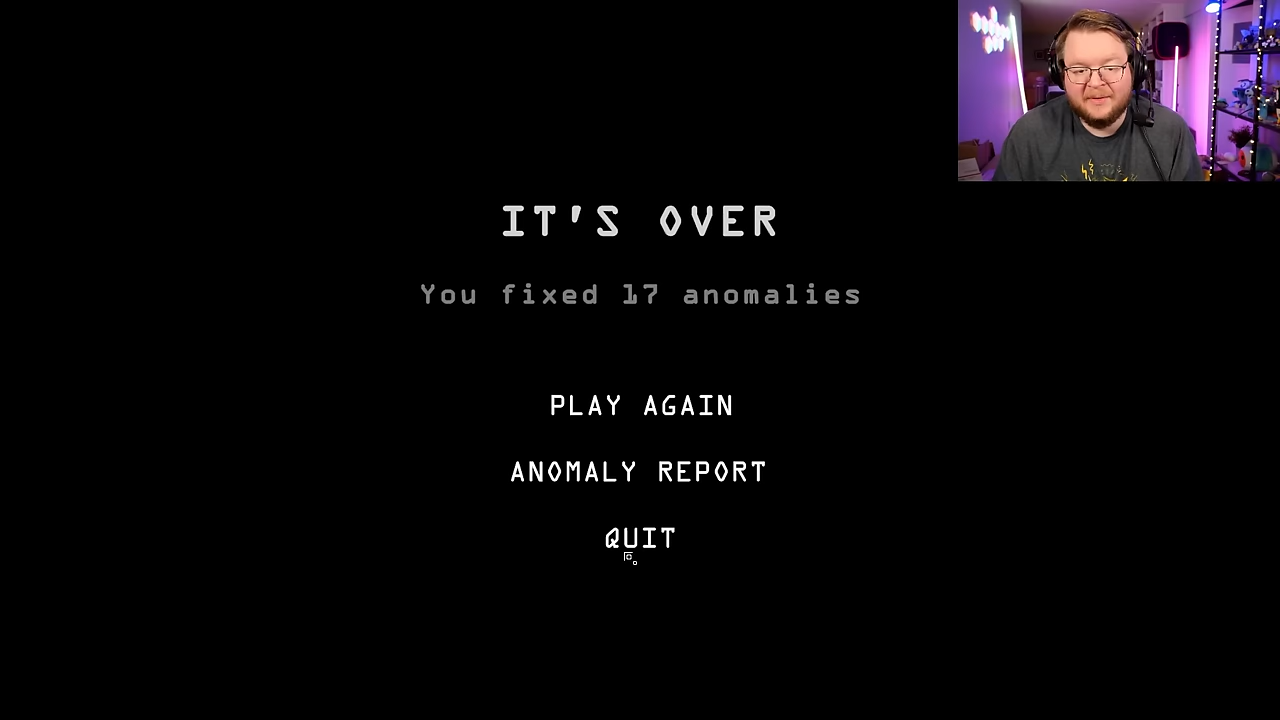 IT'S OVER
You fixed 17 anomalies
PLAY AGAIN
ANOMALY REPORT
QUIT